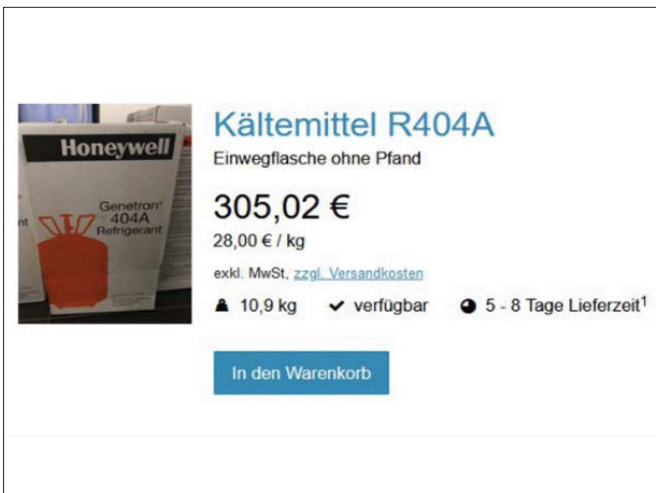 Honeywell
Genetron®
404A
Refrigerant
Kältemittel R404A
Einwegflasche ohne Pfand
305,02 €
28,00 € / kg
exkl. MwSt, zzgl. Versandkosten
10,9 kg verfügbar 5 - 8 Tage Lieferzeit¹
In den Warenkorb